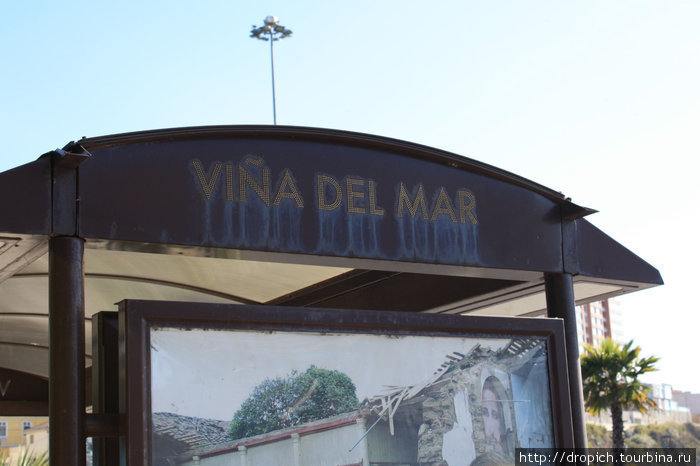 VIÑA DEL MAR
http://dropich.tourbina.ru